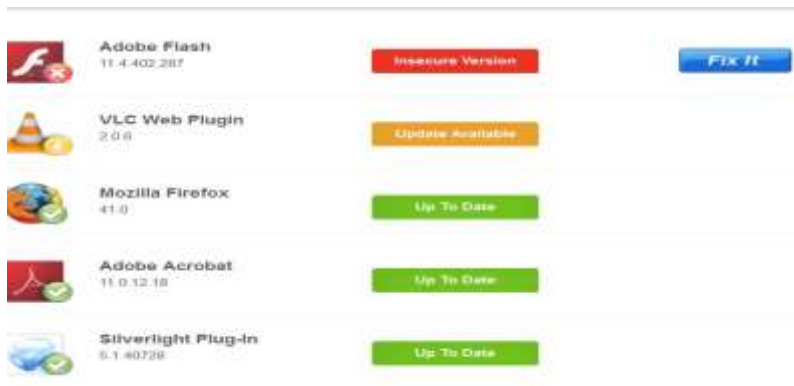 Adobe Flash
11.4.402.287
Insecure Version
Fix It
VLC Web Plugin
2.0.6
Update Available
Mozilla Firefox
41.0
Up To Date
Adobe Acrobat
11.0.12.18
Up To Date
Silverlight Plug-In
5.1.40728
Up To Date